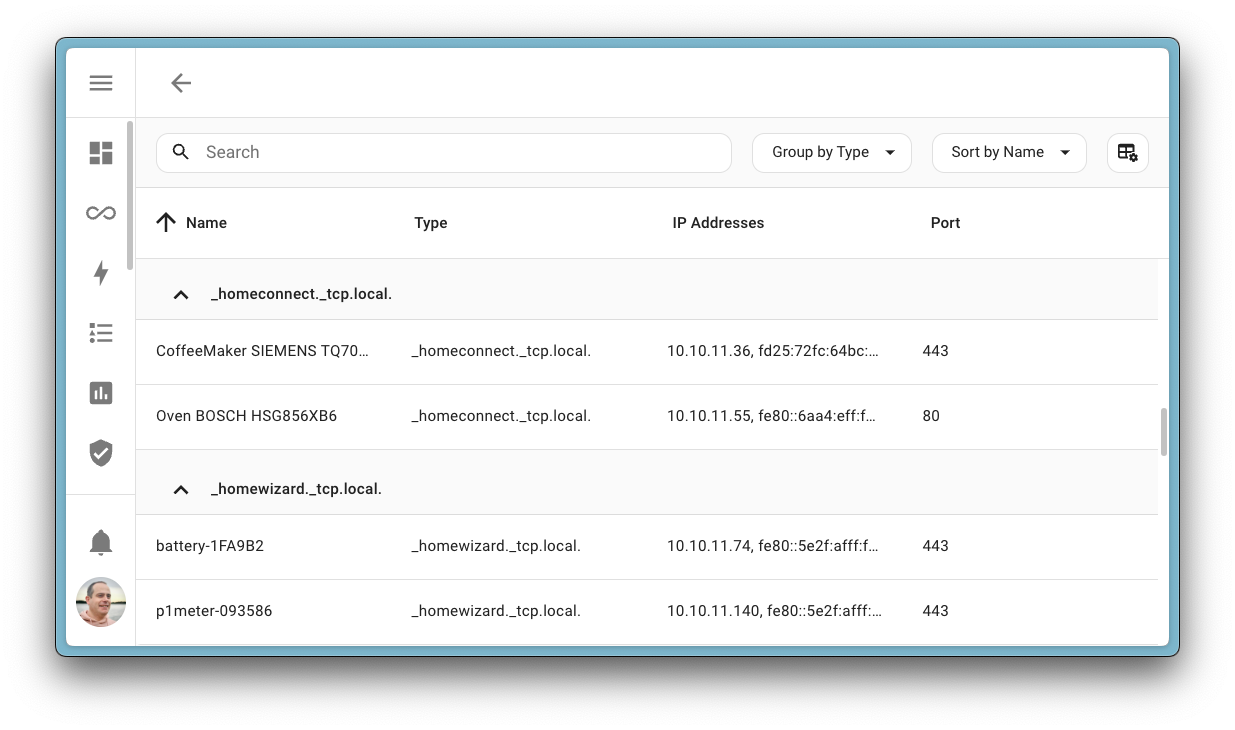 Search
Group by Type
Sort by Name
Name Type IP Addresses Port
_homeconnect._tcp.local.
CoffeeMaker SIEMENS TQ70... _homeconnect._tcp.local. 10.10.11.36, fd25:72fc:64bc:... 443
Oven BOSCH HSG856XB6 _homeconnect._tcp.local. 10.10.11.55, fe80::6aa4:eff:f... 80
_homewizard._tcp.local.
battery-1FA9B2 _homewizard._tcp.local. 10.10.11.74, fe80::5e2f:afff:f... 443
p1meter-093586 _homewizard._tcp.local. 10.10.11.140, fe80::5e2f:afff:... 443